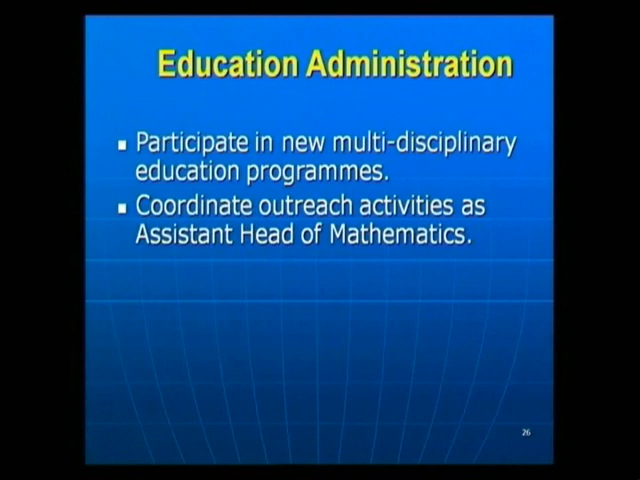 Education Administration
Participate in new multi-disciplinary
education programmes.
Coordinate outreach activities as
Assistant Head of Mathematics.
26